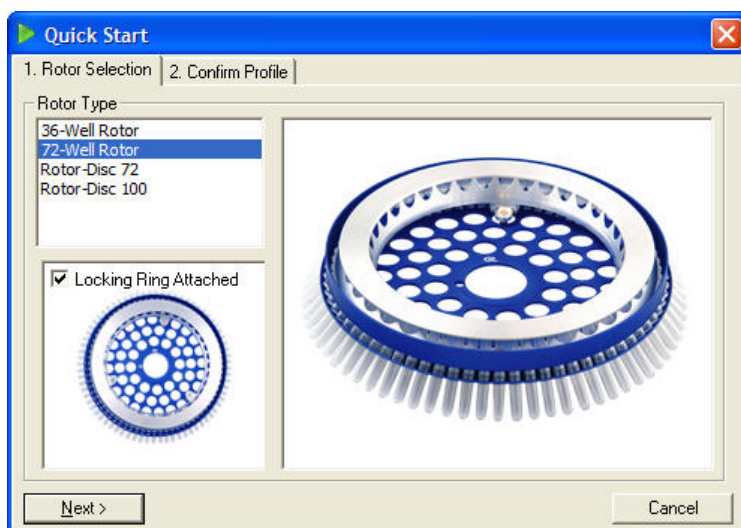 Quick Start
1. Rotor Selection
2. Confirm Profile
Rotor Type
36-Well Rotor
72-Well Rotor
Rotor-Disc 72
Rotor-Disc 100
Locking Ring Attached
Next >
Cancel